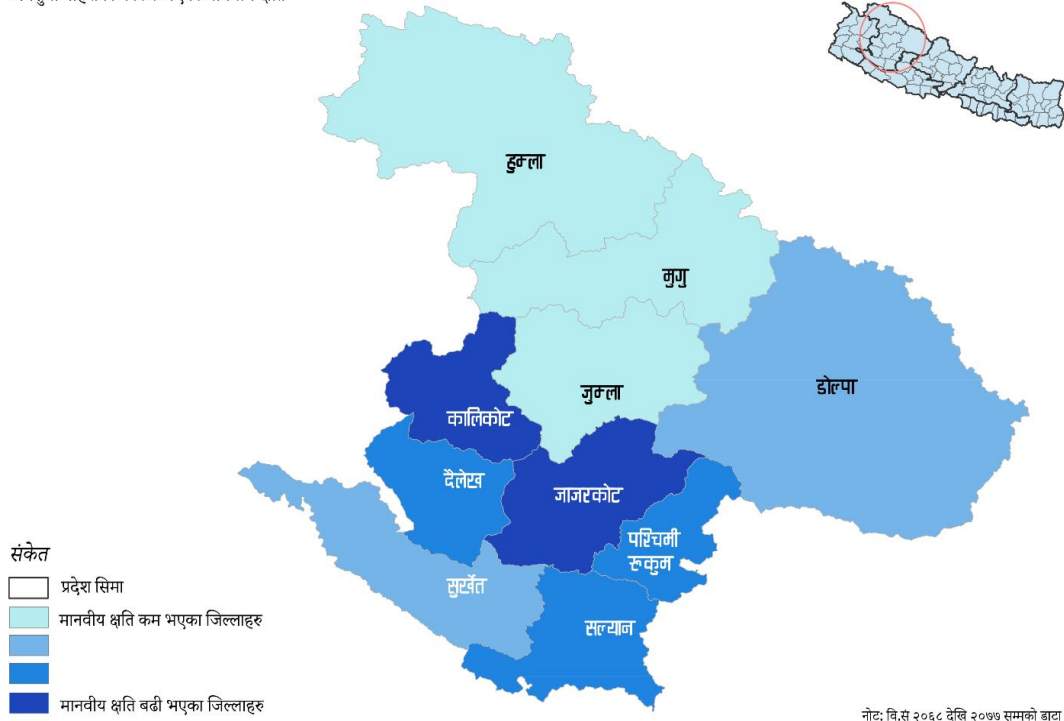 हुम्ला
मुगु
डोल्पा
जुम्ला
कालिकोट
दैलेख
जाजरकोट
पश्चिमी
रुकुम
सुर्खेत
सल्यान
संकेत
प्रदेश सिमा
मानवीय क्षति कम भएका जिल्लाहरु
मानवीय क्षति बढी भएका जिल्लाहरु
नोट: वि.सं २०६८ देखि २०७७ सम्मको डाटा